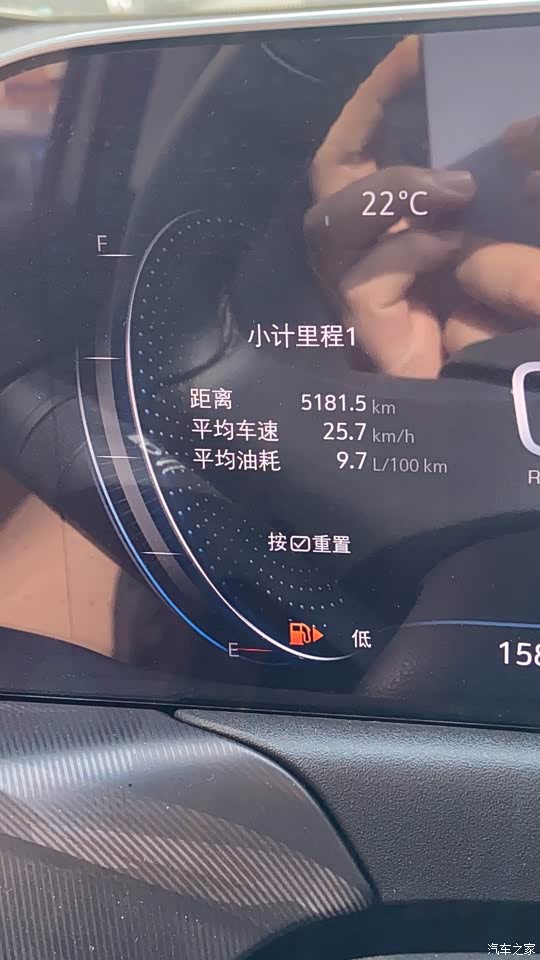 22°C
F
小计里程1
距离 5181.5 km
平均车速 25.7 km/h
平均油耗 9.7 L/100 km
R
按☑重置
低
E
158
汽车之家